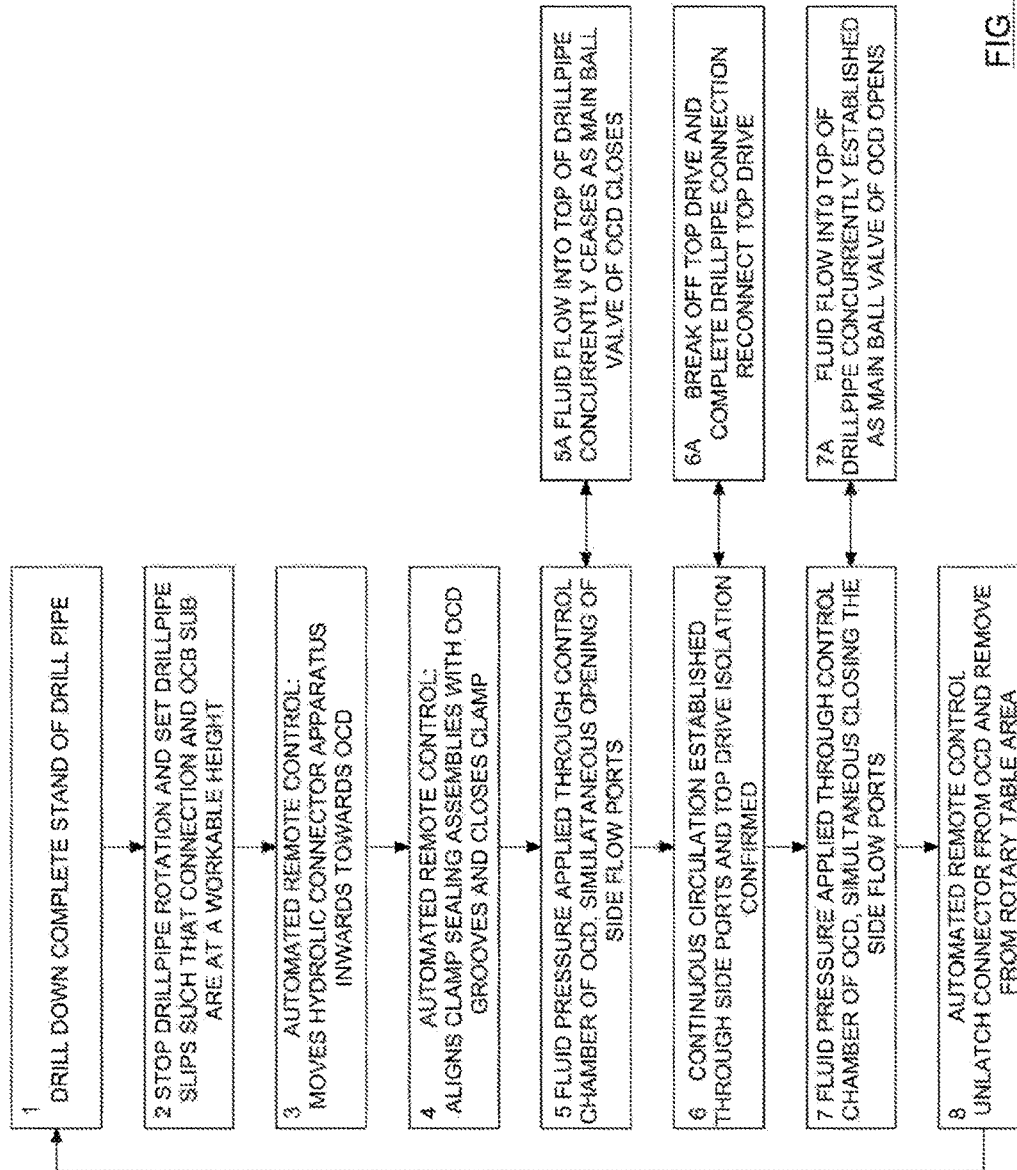 1
DRILL DOWN COMPLETE STAND OF DRILL PIPE
2 STOP DRILLPIPE ROTATION AND SET DRILLPIPE
SLIPS SUCH THAT CONNECTION AND OCB SUB
ARE AT A WORKABLE HEIGHT
3 AUTOMATED REMOTE CONTROL:
MOVES HYDROLIC CONNECTOR APPARATUS
INWARDS TOWARDS OCD
4 AUTOMATED REMOTE CONTROL:
ALIGNS CLAMP SEALING ASSEMBLIES WITH OCD
GROOVES AND CLOSES CLAMP
5 FLUID PRESSURE APPLIED THROUGH CONTROL
CHAMBER OF OCD, SIMULATANEOUS OPENING OF
SIDE FLOW PORTS
5A FLUID FLOW INTO TOP OF DRILLPIPE
CONCURRENTLY CEASES AS MAIN BALL
VALVE OF OCD CLOSES
6 CONTINUOUS CIRCULATION ESTABLISHED
THROUGH SIDE PORTS AND TOP DRIVE ISOLATION
CONFIRMED
6A BREAK OFF TOP DRIVE AND
COMPLETE DRILLPIPE CONNECTION
RECONNECT TOP DRIVE
7 FLUID PRESSURE APPLIED THROUGH CONTROL
CHAMBER OF OCD, SIMULTANEOUS CLOSING THE
SIDE FLOW PORTS
7A FLUID FLOW INTO TOP OF
DRILLPIPE CONCURRENTLY ESTABLISHED
AS MAIN BALL VALVE OF OCD OPENS
8 AUTOMATED REMOTE CONTROL
UNLATCH CONNECTOR FROM OCD AND REMOVE
FROM ROTARY TABLE AREA
FIG